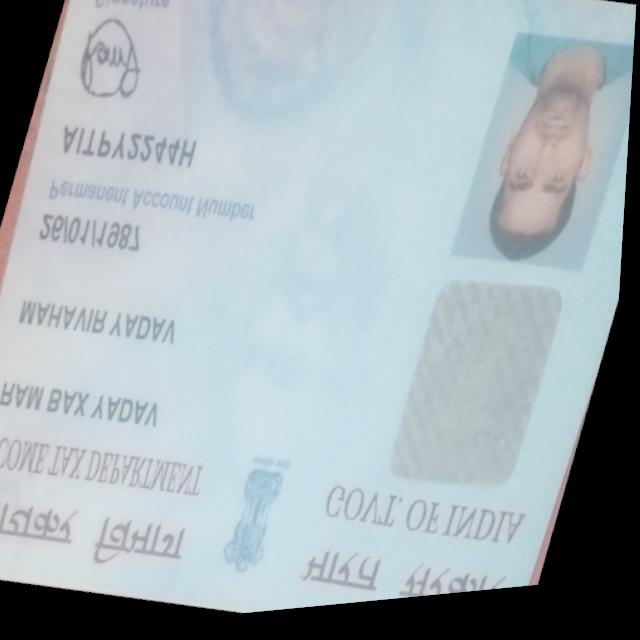 आयकर विभाग भारत सरकार
COME TAX DEPARTMENT GOVT OF INDIA
RAM BAX YADAV
MAHAVIR YADAV
26/01/1987
Permanent Account Number
AITPY2244H
Signature